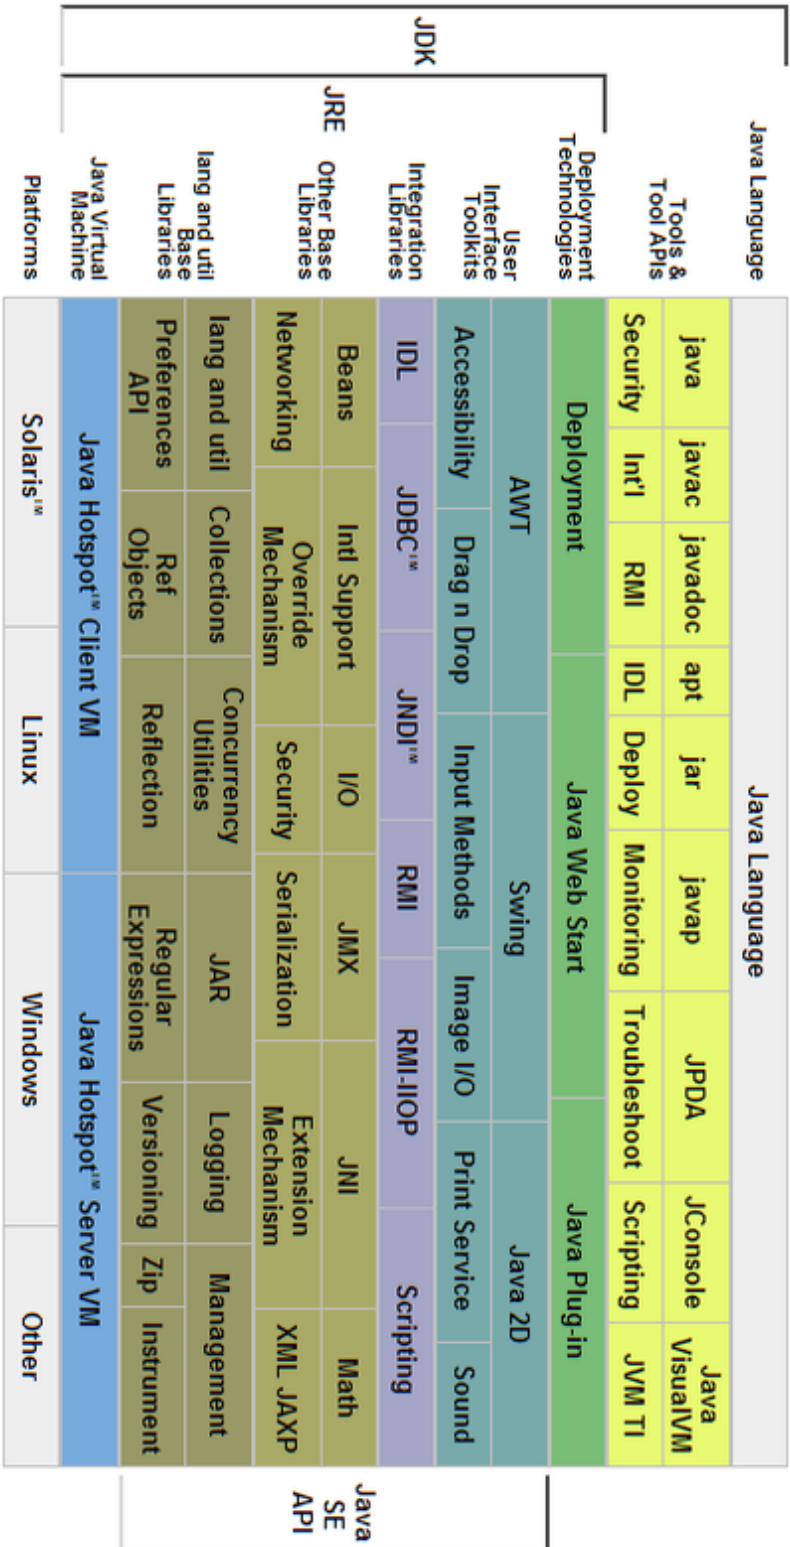 JDK
JRE
Java Language
Java Language
Tools &
Tool APIs
java javac javadoc apt jar javap JPDA JConsole Java
VisualVM
Security Int'l RMI IDL Deploy Monitoring Troubleshoot Scripting JVM TI
Deployment
Technologies
Deployment Java Web Start Java Plug-in
User
Interface
Toolkits
AWT Swing Java 2D
Accessibility Drag n Drop Input Methods Image I/O Print Service Sound
Integration
Libraries
IDL JDBC™ JNDI™ RMI RMI-IIOP Scripting
Other Base
Libraries
Beans Intl Support I/O JMX JNI Math
Networking Override
Mechanism Security Serialization Extension
Mechanism XML JAXP
lang and util
Base
Libraries
lang and util Collections Concurrency
Utilities JAR Logging Management
Preferences
API Ref
Objects Reflection Regular
Expressions Versioning Zip Instrument
Java Virtual
Machine
Java Hotspot™ Client VM Java Hotspot™ Server VM
Platforms
Solaris™ Linux Windows Other
Java
SE
API